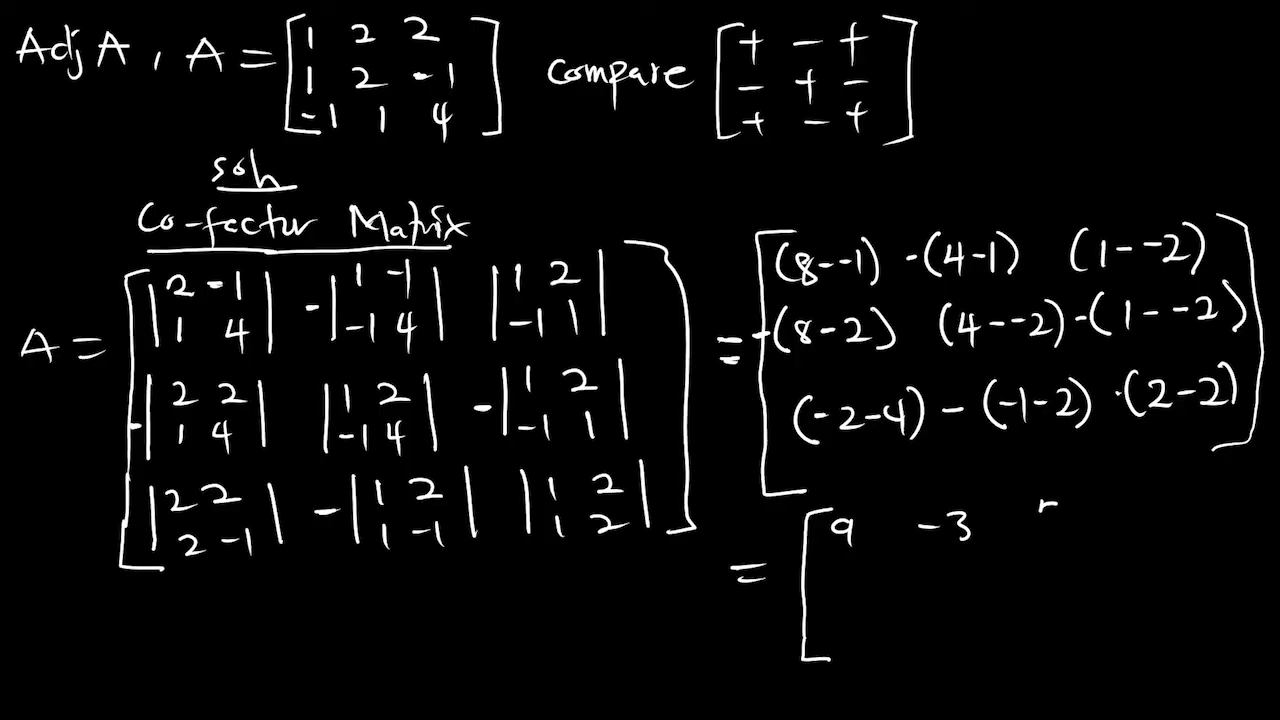 Adj A, A = [1 2 2 compare [+ - +
1 2 -1 - + -
-1 1 4] + - +]
soln
Co-factor Matrix
A = [|2 -1 -|1 -1 |1 2 = [(8--1) -(4-1) (1--2)
1 4| -1 4| -1 1| -(8-2) (4--2) -(1--2)
-|2 2 |1 2 -|1 2 (-2-4) -(-1-2) (2-2)]
1 4| -1 4| -1 1|
|2 2 -|1 2 |1 2
2 -1| 1 -1| 1 2|]
= [9 -3